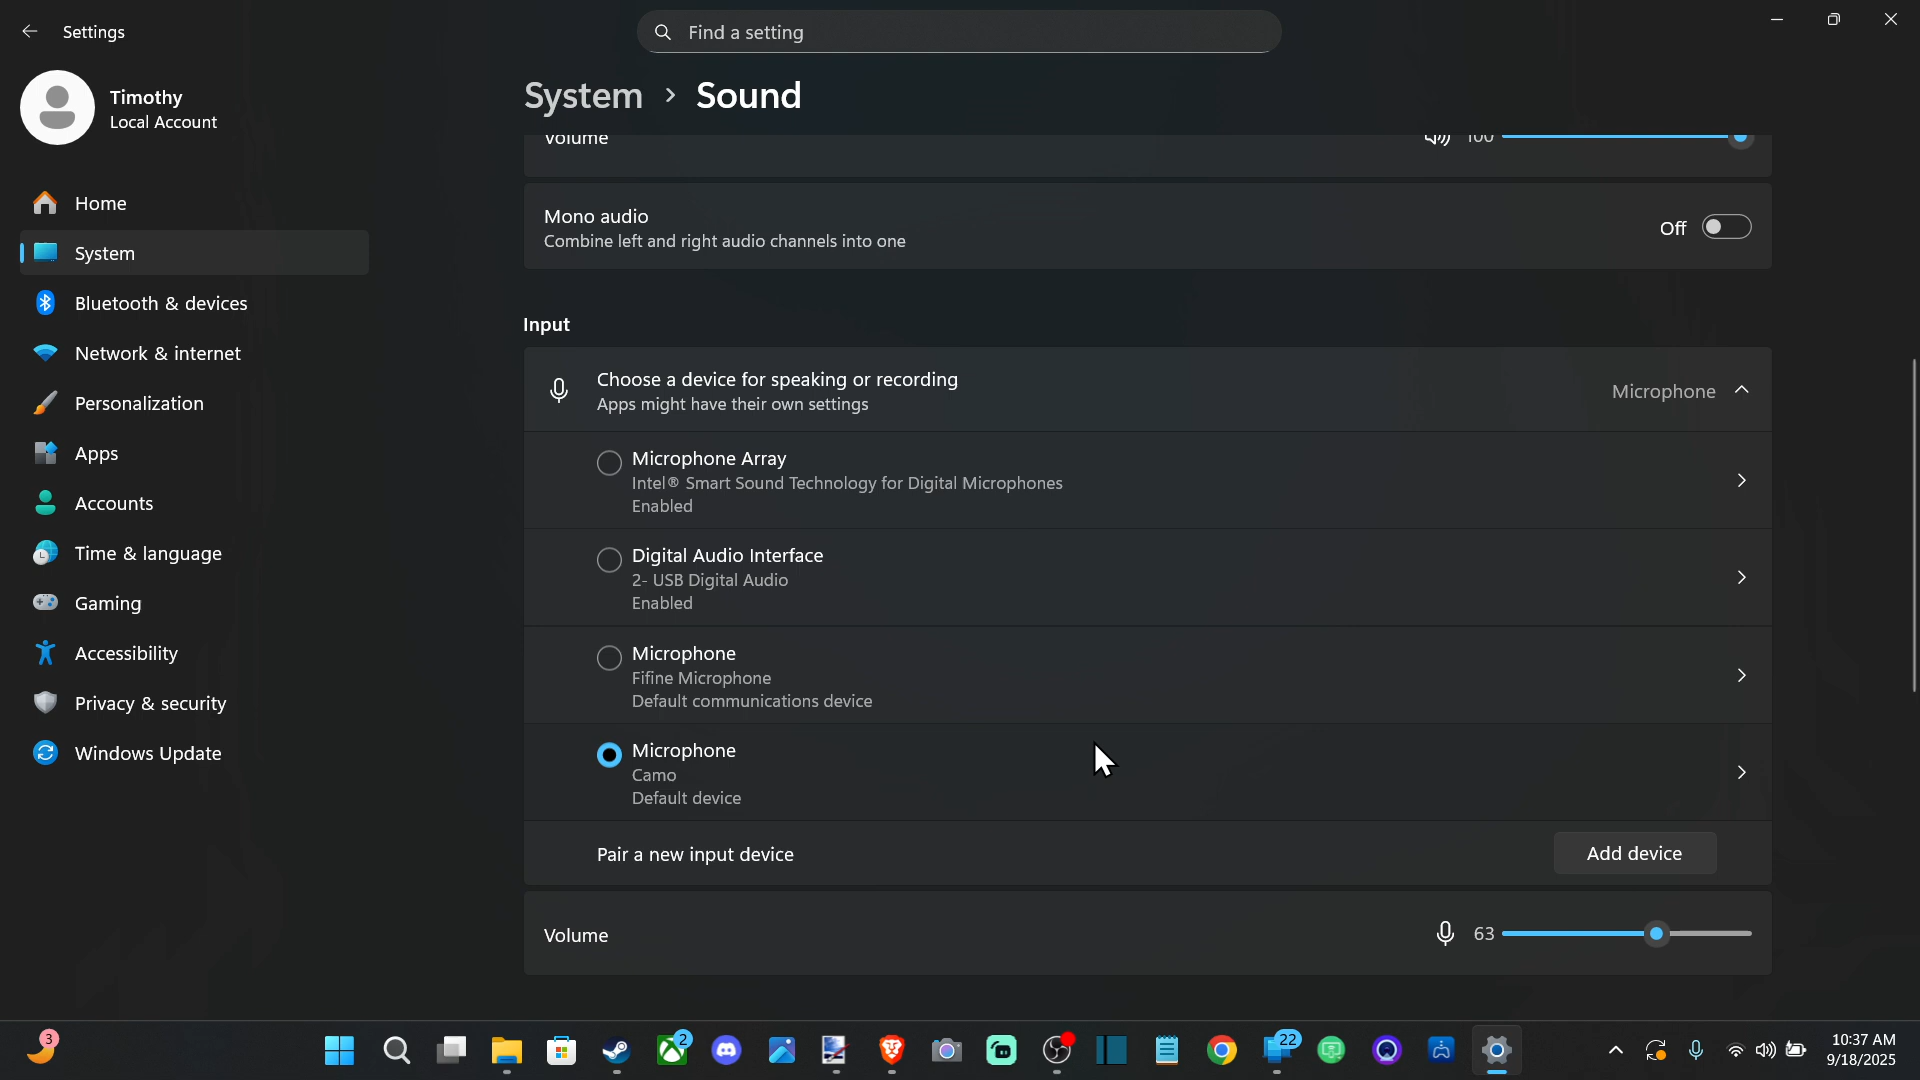 Settings
Find a setting
Timothy
Local Account
System > Sound
Home
System
Bluetooth & devices
Network & internet
Personalization
Apps
Accounts
Time & language
Gaming
Accessibility
Privacy & security
Windows Update
Volume 100
Mono audio
Combine left and right audio channels into one
Off
Input
Choose a device for speaking or recording
Apps might have their own settings
Microphone
Microphone Array
Intel® Smart Sound Technology for Digital Microphones
Enabled
Digital Audio Interface
2- USB Digital Audio
Enabled
Microphone
Fifine Microphone
Default communications device
Microphone
Camo
Default device
Pair a new input device
Add device
Volume 63
3
2
22
10:37 AM
9/18/2025